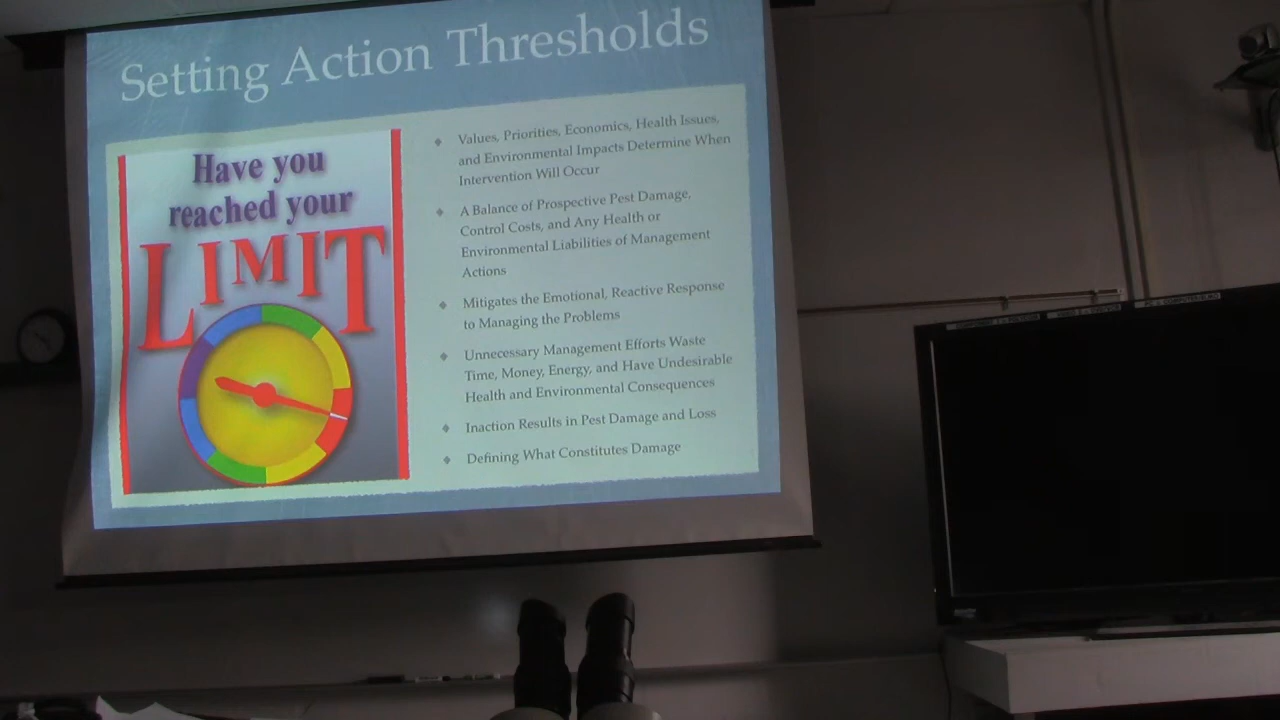 Setting Action Thresholds
Have you
reached your
LIMIT
Values, Priorities, Economics, Health Issues,
and Environmental Impacts Determine When
Intervention Will Occur
A Balance of Prospective Pest Damage,
Control Costs, and Any Health or
Environmental Liabilities of Management
Actions
Mitigates the Emotional, Reactive Response
to Managing the Problems
Unnecessary Management Efforts Waste
Time, Money, Energy, and Have Undesirable
Health and Environmental Consequences
Inaction Results in Pest Damage and Loss
Defining What Constitutes Damage